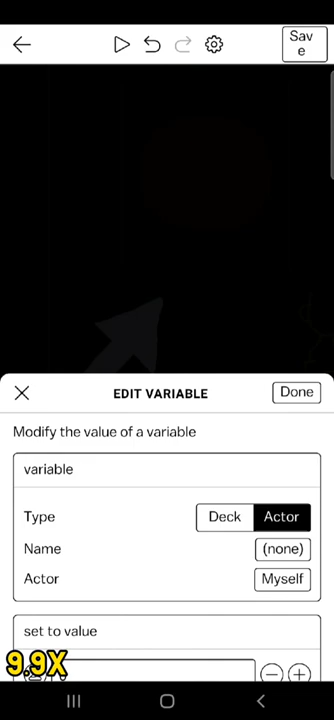 Save
EDIT VARIABLE
Done
Modify the value of a variable
variable
Type
Deck
Actor
Name
(none)
Actor
Myself
set to value
9.9X